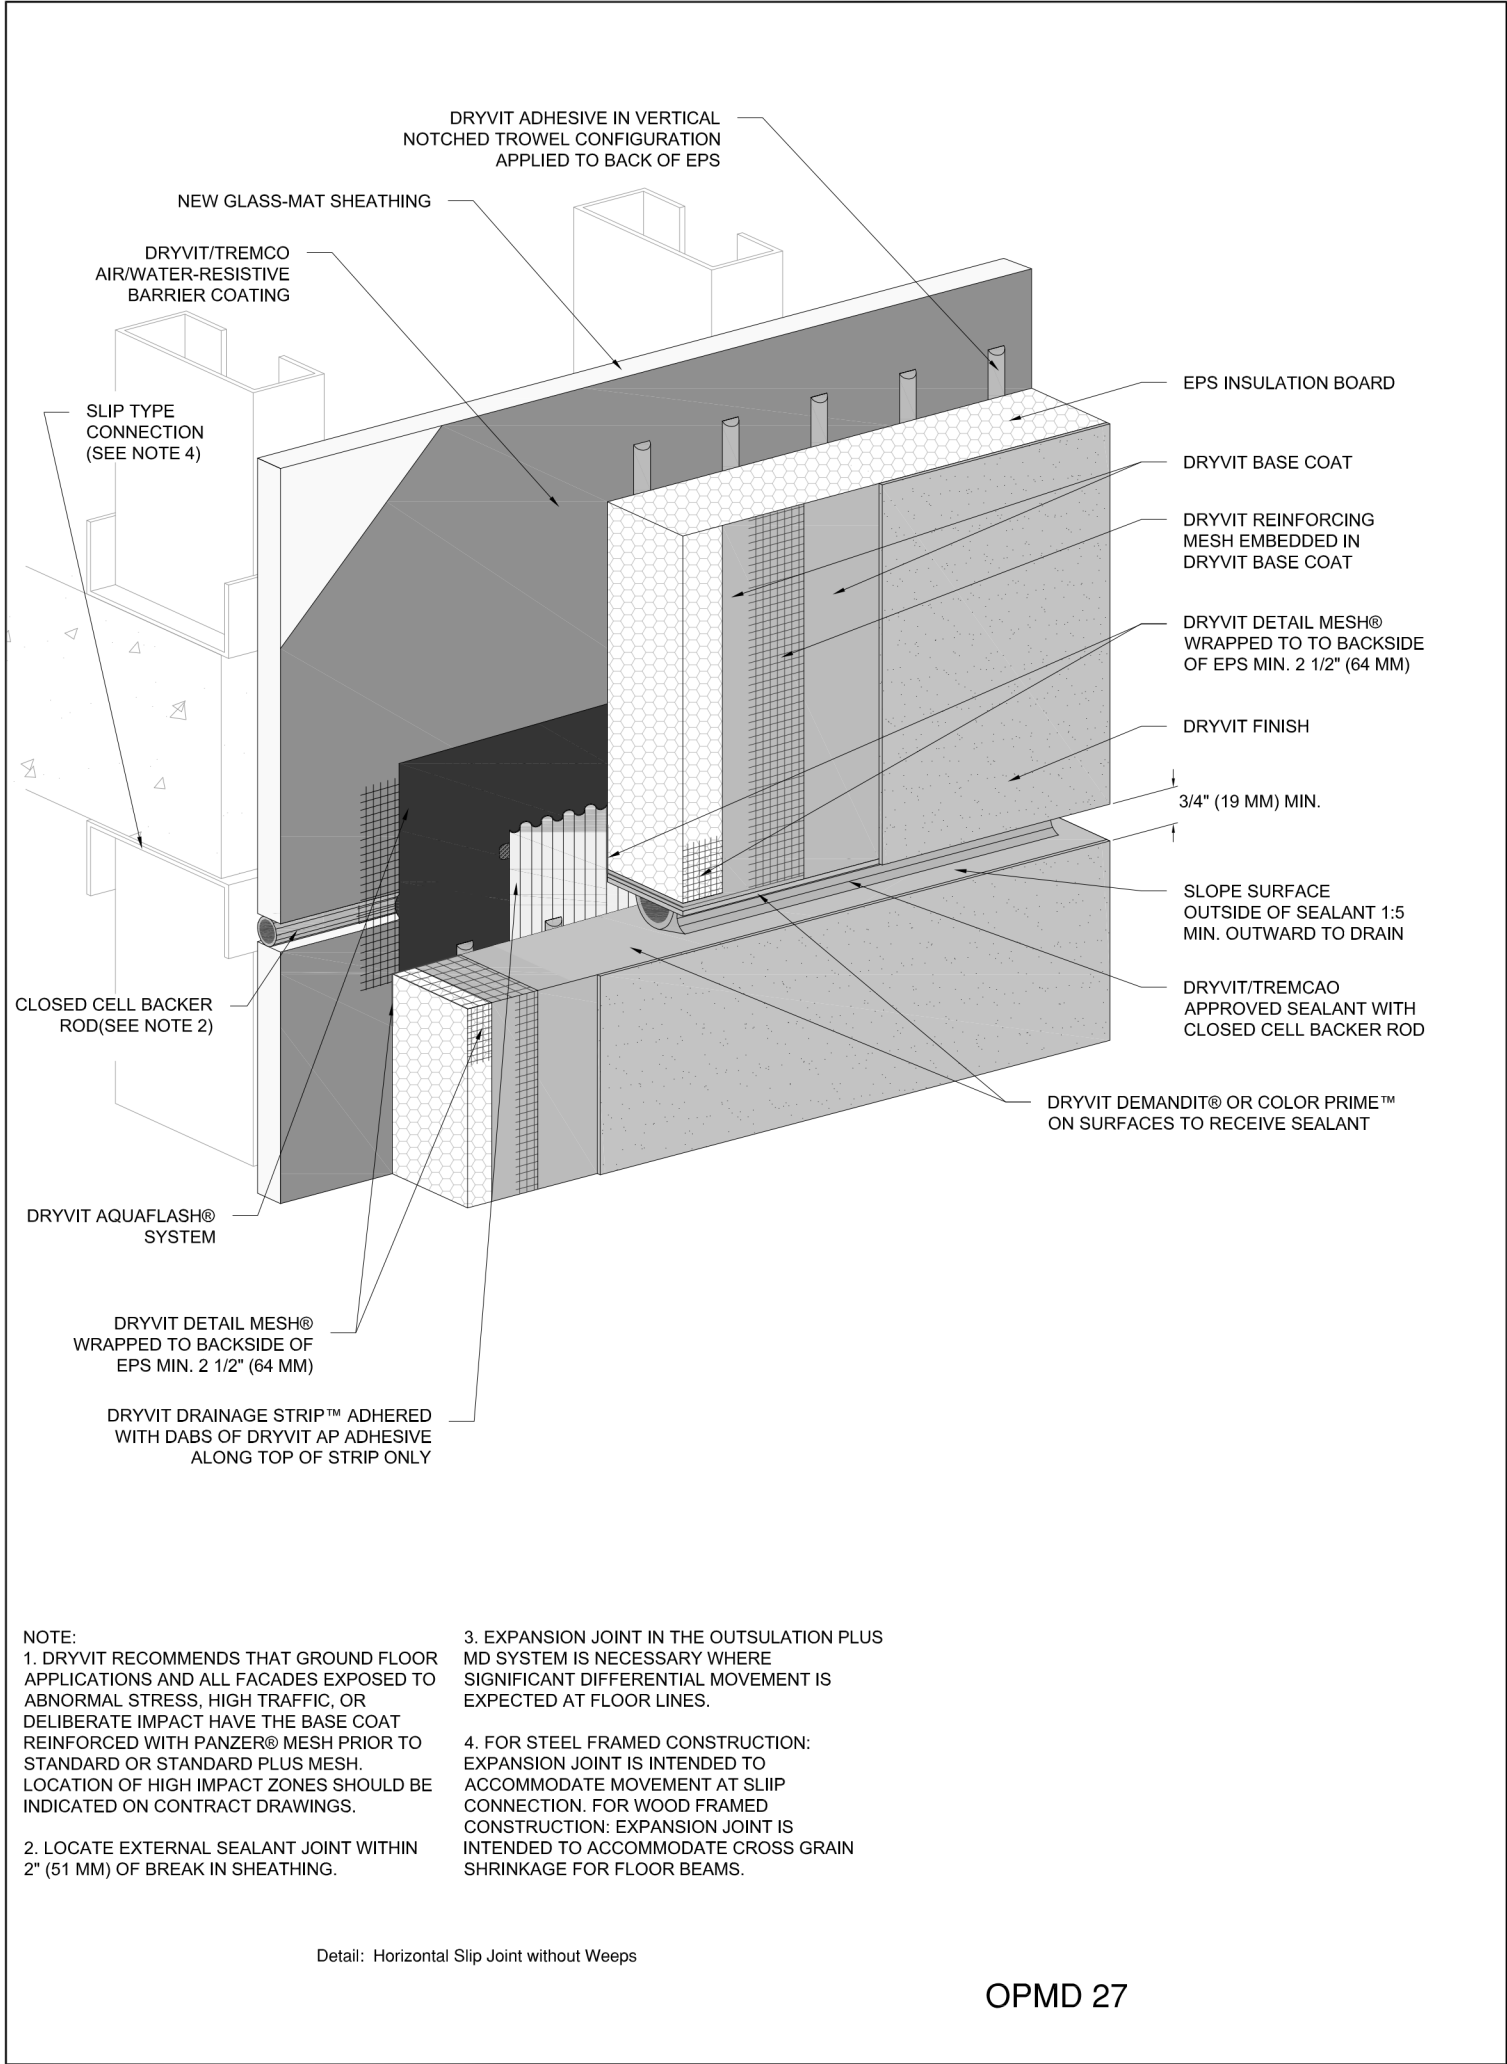 DRYVIT ADHESIVE IN VERTICAL
NOTCHED TROWEL CONFIGURATION
APPLIED TO BACK OF EPS
NEW GLASS-MAT SHEATHING
DRYVIT/TREMCO
AIR/WATER-RESISTIVE
BARRIER COATING
SLIP TYPE
CONNECTION
(SEE NOTE 4)
EPS INSULATION BOARD
DRYVIT BASE COAT
DRYVIT REINFORCING
MESH EMBEDDED IN
DRYVIT BASE COAT
DRYVIT DETAIL MESH®
WRAPPED TO TO BACKSIDE
OF EPS MIN. 2 1/2" (64 MM)
DRYVIT FINISH
3/4" (19 MM) MIN.
SLOPE SURFACE
OUTSIDE OF SEALANT 1:5
MIN. OUTWARD TO DRAIN
DRYVIT/TREMCAO
APPROVED SEALANT WITH
CLOSED CELL BACKER ROD
CLOSED CELL BACKER
ROD(SEE NOTE 2)
DRYVIT DEMANDIT® OR COLOR PRIME™
ON SURFACES TO RECEIVE SEALANT
DRYVIT AQUAFLASH®
SYSTEM
DRYVIT DETAIL MESH®
WRAPPED TO BACKSIDE OF
EPS MIN. 2 1/2" (64 MM)
DRYVIT DRAINAGE STRIP™ ADHERED
WITH DABS OF DRYVIT AP ADHESIVE
ALONG TOP OF STRIP ONLY
NOTE:
1. DRYVIT RECOMMENDS THAT GROUND FLOOR
APPLICATIONS AND ALL FACADES EXPOSED TO
ABNORMAL STRESS, HIGH TRAFFIC, OR
DELIBERATE IMPACT HAVE THE BASE COAT
REINFORCED WITH PANZER® MESH PRIOR TO
STANDARD OR STANDARD PLUS MESH.
LOCATION OF HIGH IMPACT ZONES SHOULD BE
INDICATED ON CONTRACT DRAWINGS.
2. LOCATE EXTERNAL SEALANT JOINT WITHIN
2" (51 MM) OF BREAK IN SHEATHING.
3. EXPANSION JOINT IN THE OUTSULATION PLUS
MD SYSTEM IS NECESSARY WHERE
SIGNIFICANT DIFFERENTIAL MOVEMENT IS
EXPECTED AT FLOOR LINES.
4. FOR STEEL FRAMED CONSTRUCTION:
EXPANSION JOINT IS INTENDED TO
ACCOMMODATE MOVEMENT AT SLIIP
CONNECTION. FOR WOOD FRAMED
CONSTRUCTION: EXPANSION JOINT IS
INTENDED TO ACCOMMODATE CROSS GRAIN
SHRINKAGE FOR FLOOR BEAMS.
Detail: Horizontal Slip Joint without Weeps
OPMD 27